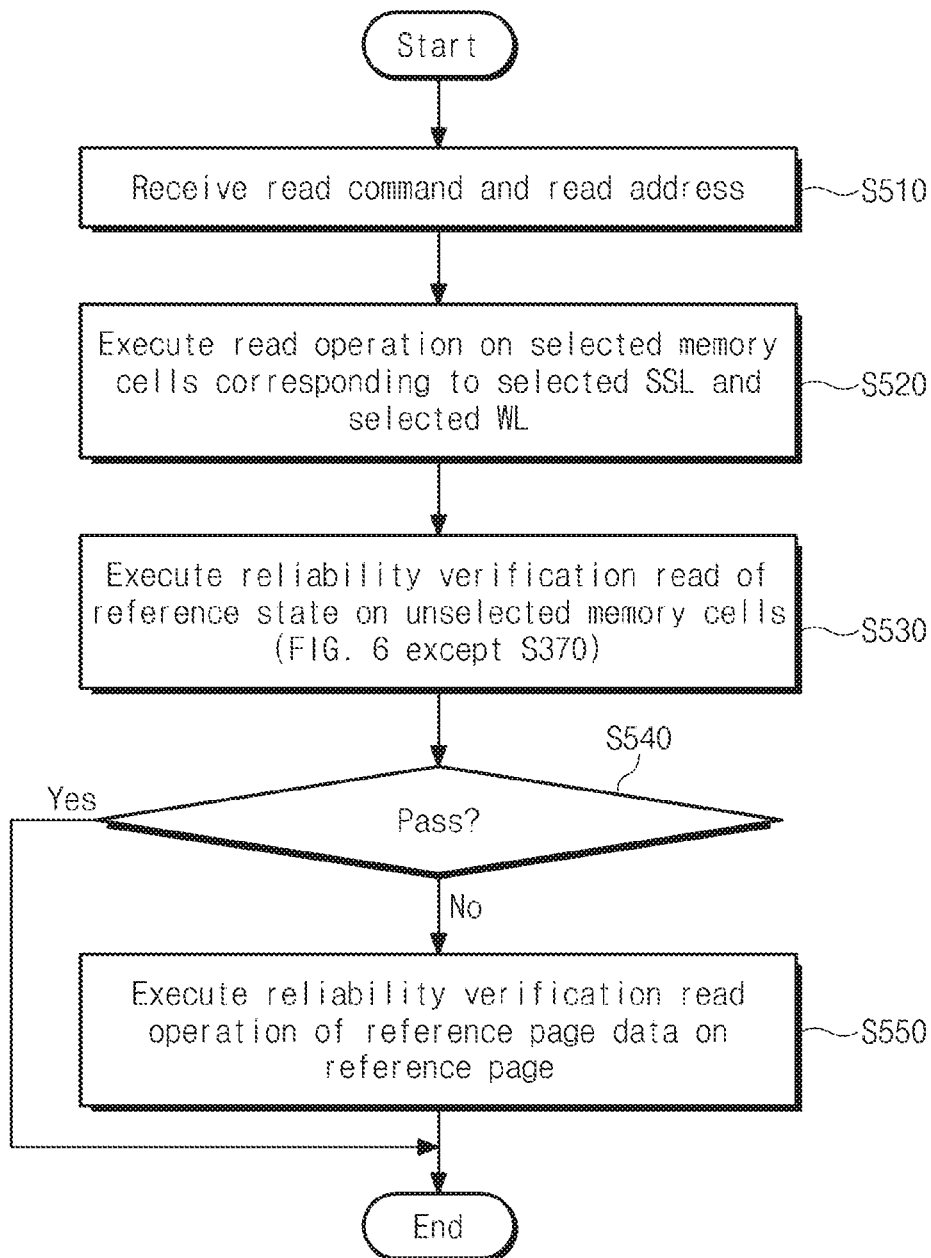 Start
Receive read command and read address
S510
Execute read operation on selected memory
cells corresponding to selected SSL and
selected WL
S520
Execute reliability verification read of
reference state on unselected memory cells
(FIG. 6 except S370)
S530
S540
Yes
Pass?
No
Execute reliability verification read
operation of reference page data on
reference page
S550
End